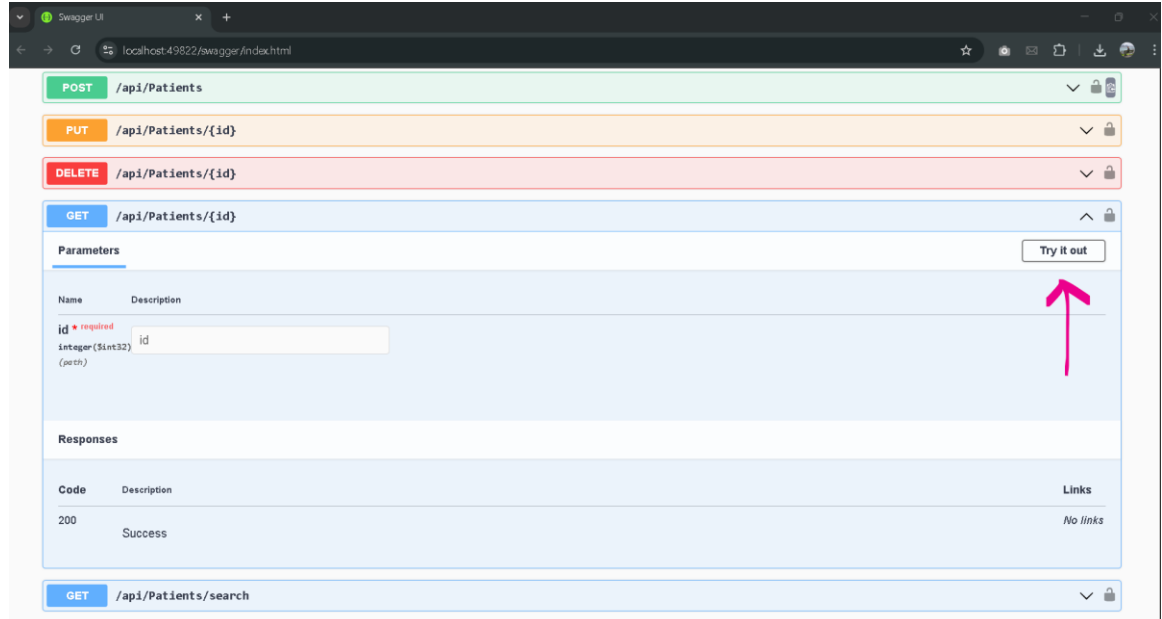 Swagger UI
localhost:49822/swagger/index.html
POST /api/Patients
PUT /api/Patients/{id}
DELETE /api/Patients/{id}
GET /api/Patients/{id}
Parameters Try it out
Name Description
id * required
integer($int32) id
(path)
Responses
Code Description Links
200 Success No links
GET /api/Patients/search